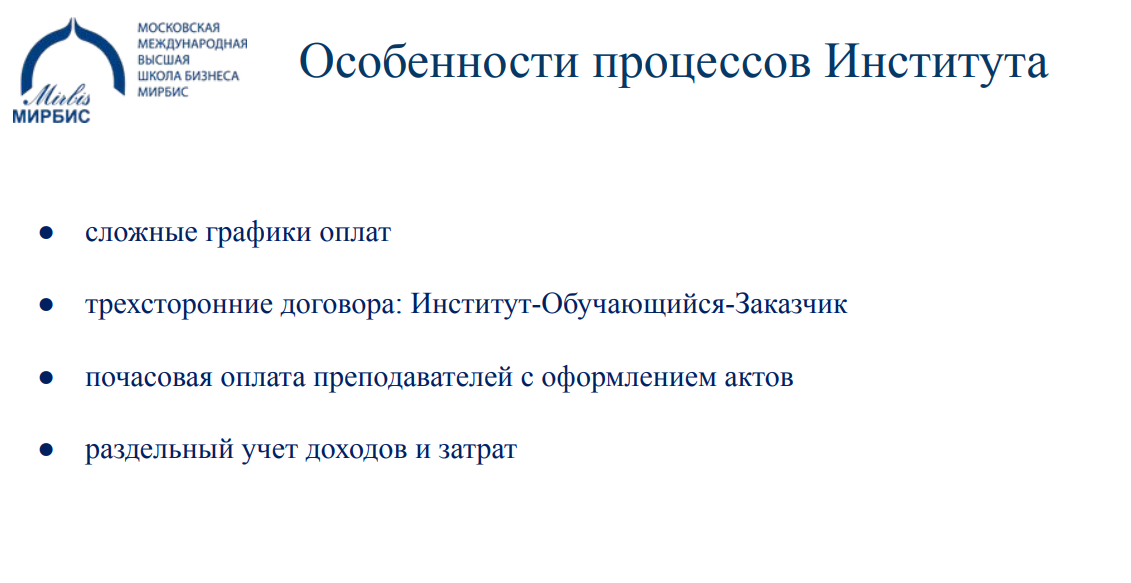 МОСКОВСКАЯ
МЕЖДУНАРОДНАЯ
ВЫСШАЯ
ШКОЛА БИЗНЕСА
МИРБИС
Mirbis
МИРБИС
Особенности процессов Института
● сложные графики оплат
● трехсторонние договора: Институт-Обучающийся-Заказчик
● почасовая оплата преподавателей с оформлением актов
● раздельный учет доходов и затрат